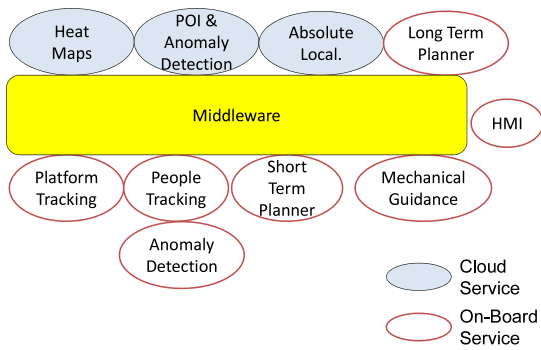 Heat
Maps
POI &
Anomaly
Detection
Absolute
Local.
Long Term
Planner
Middleware
HMI
Platform
Tracking
People
Tracking
Short
Term
Planner
Mechanical
Guidance
Anomaly
Detection
Cloud
Service
On-Board
Service